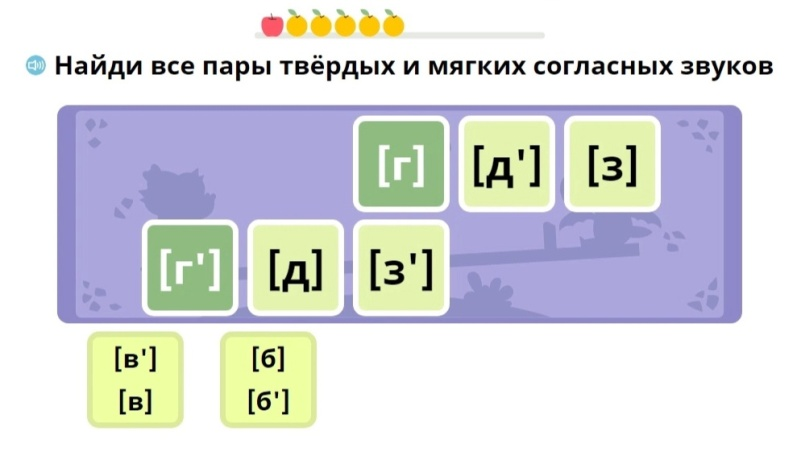 Найди все пары твёрдых и мягких согласных звуков
[г] [д'] [з]
[г'] [д] [з']
[в'] [б]
[в] [б']